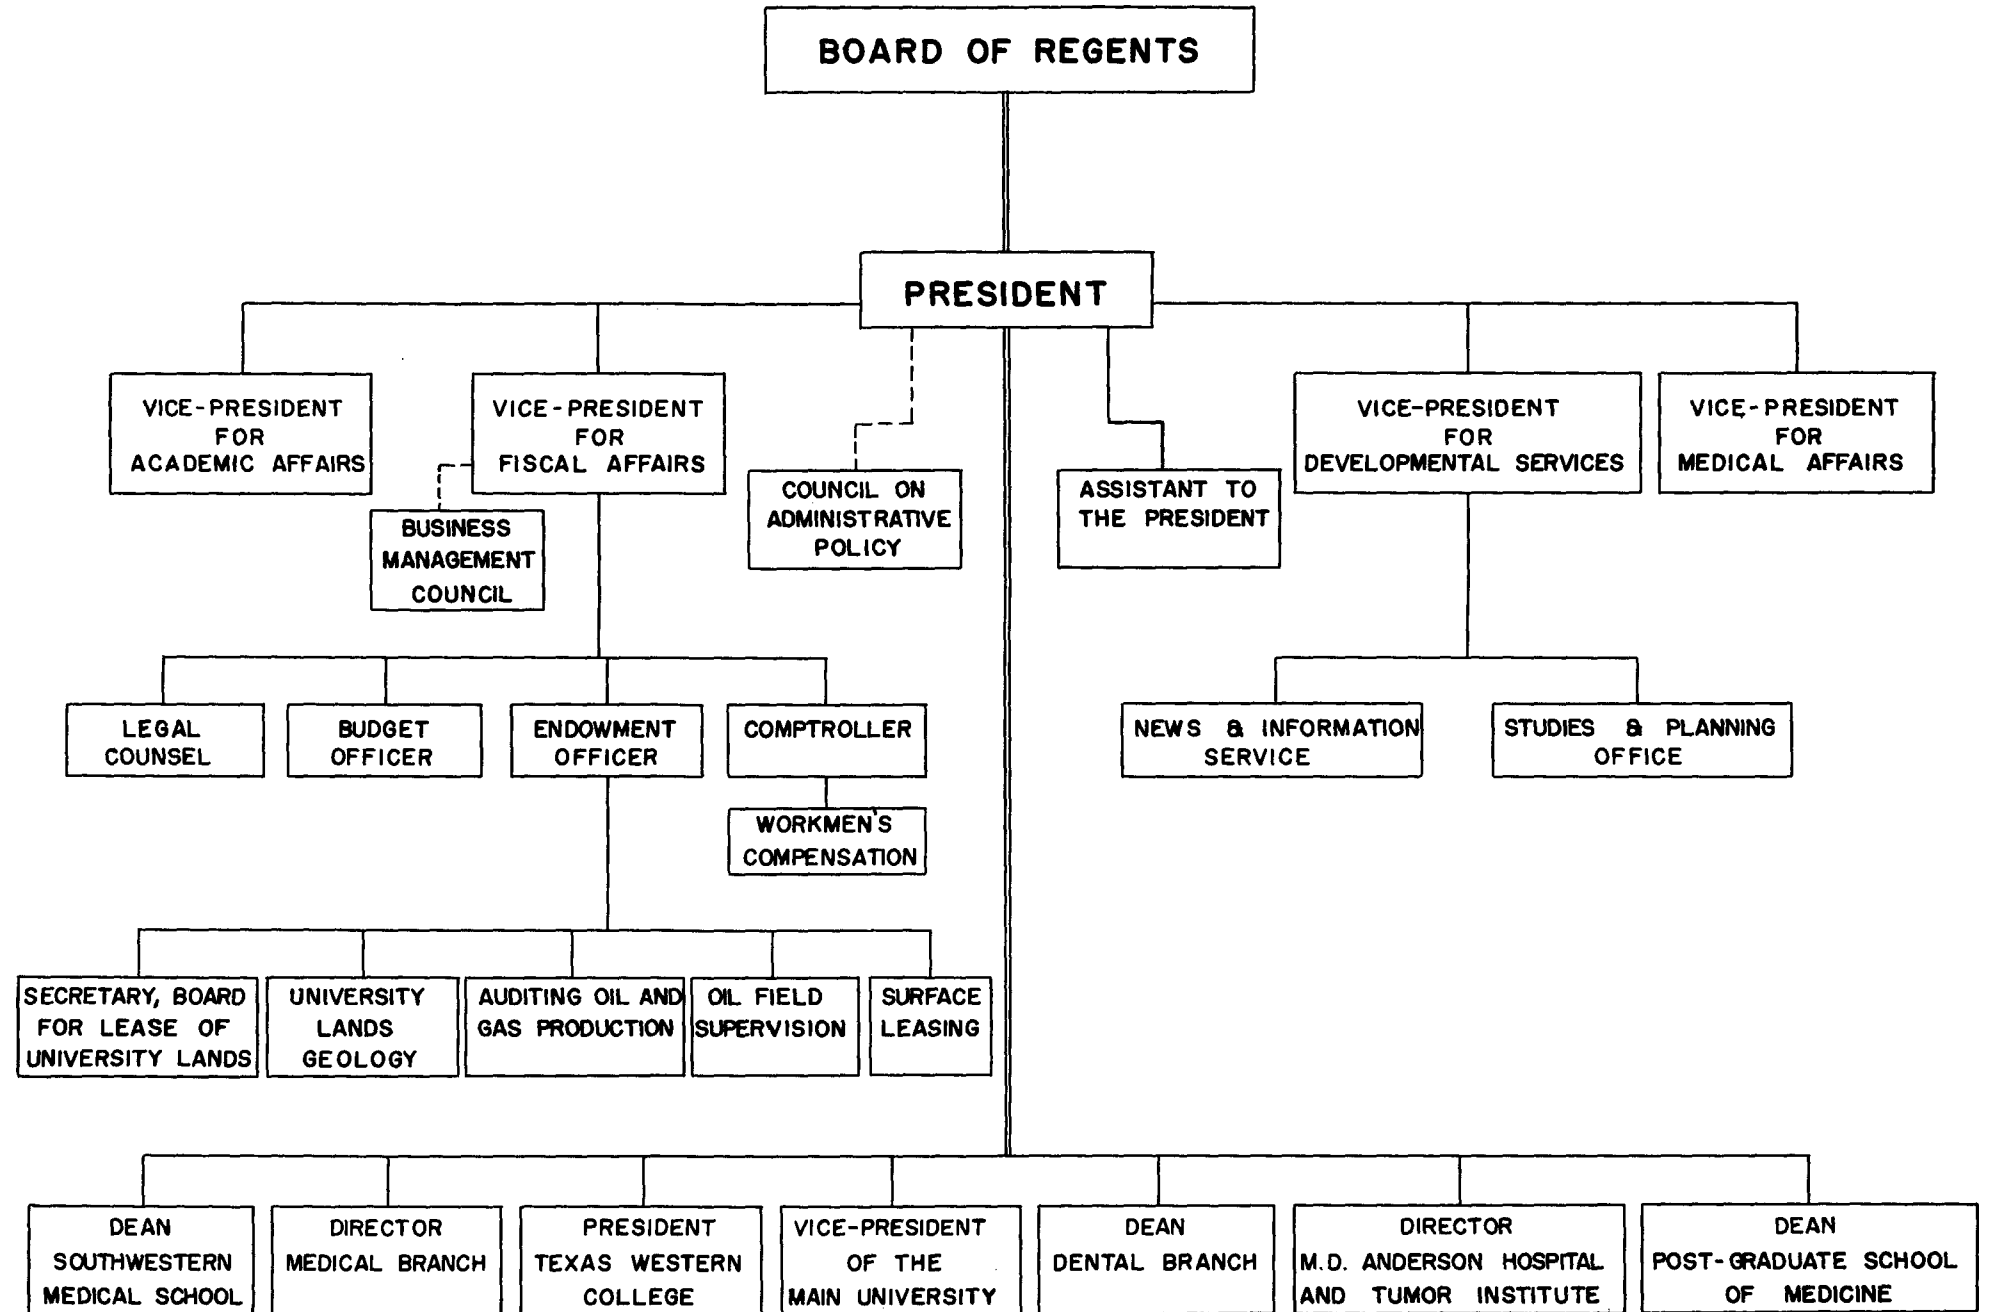 BOARD OF REGENTS
PRESIDENT
VICE-PRESIDENT
FOR
ACADEMIC AFFAIRS
VICE-PRESIDENT
FOR
FISCAL AFFAIRS
BUSINESS
MANAGEMENT
COUNCIL
COUNCIL ON
ADMINISTRATIVE
POLICY
ASSISTANT TO
THE PRESIDENT
VICE-PRESIDENT
FOR
DEVELOPMENTAL SERVICES
VICE-PRESIDENT
FOR
MEDICAL AFFAIRS
LEGAL
COUNSEL
BUDGET
OFFICER
ENDOWMENT
OFFICER
COMPTROLLER
WORKMEN'S
COMPENSATION
NEWS & INFORMATION
SERVICE
STUDIES & PLANNING
OFFICE
SECRETARY, BOARD
FOR LEASE OF
UNIVERSITY LANDS
UNIVERSITY
LANDS
GEOLOGY
AUDITING OIL AND
GAS PRODUCTION
OIL FIELD
SUPERVISION
SURFACE
LEASING
DEAN
SOUTHWESTERN
MEDICAL SCHOOL
DIRECTOR
MEDICAL BRANCH
PRESIDENT
TEXAS WESTERN
COLLEGE
VICE-PRESIDENT
OF THE
MAIN UNIVERSITY
DEAN
DENTAL BRANCH
DIRECTOR
M.D. ANDERSON HOSPITAL
AND TUMOR INSTITUTE
DEAN
POST-GRADUATE SCHOOL
OF MEDICINE